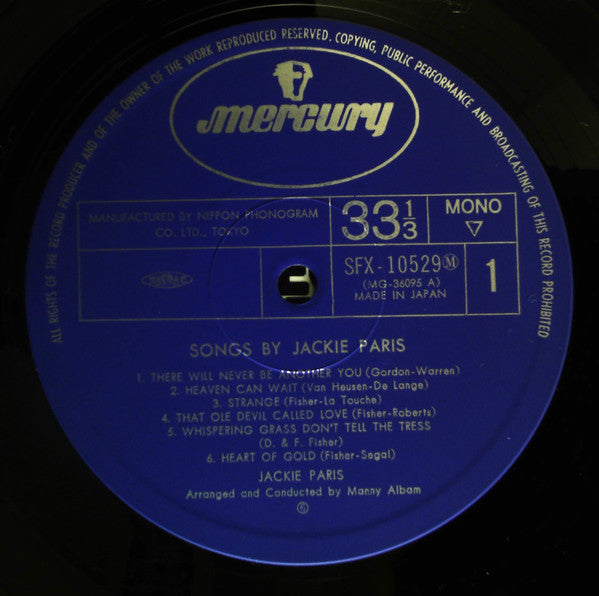 ALL RIGHTS OF THE RECORD PRODUCER AND OF THE OWNER OF THE WORK REPRODUCED RESERVED. COPYING, PUBLIC PERFORMANCE AND BROADCASTING OF THIS RECORD PROHIBITED
mercury
MANUFACTURED BY NIPPON PHONOGRAM
CO. LTD., TOKYO
33 1/3
MONO
▽
SFX-10529 Ⓜ
(MG-36095 A)
MADE IN JAPAN
1
SONGS BY JACKIE PARIS
1. THERE WILL NEVER BE ANOTHER YOU (Gordon-Warren)
2. HEAVEN CAN WAIT (Van Heusen-De Lange)
3. STRANGE (Fisher-La Touche)
4. THAT OLE DEVIL CALLED LOVE (Fisher-Roberts)
5. WHISPERING GRASS DON'T TELL THE TRESS
(D. & F. Fisher)
6. HEART OF GOLD (Fisher-Segal)
JACKIE PARIS
Arranged and Conducted by Manny Albam